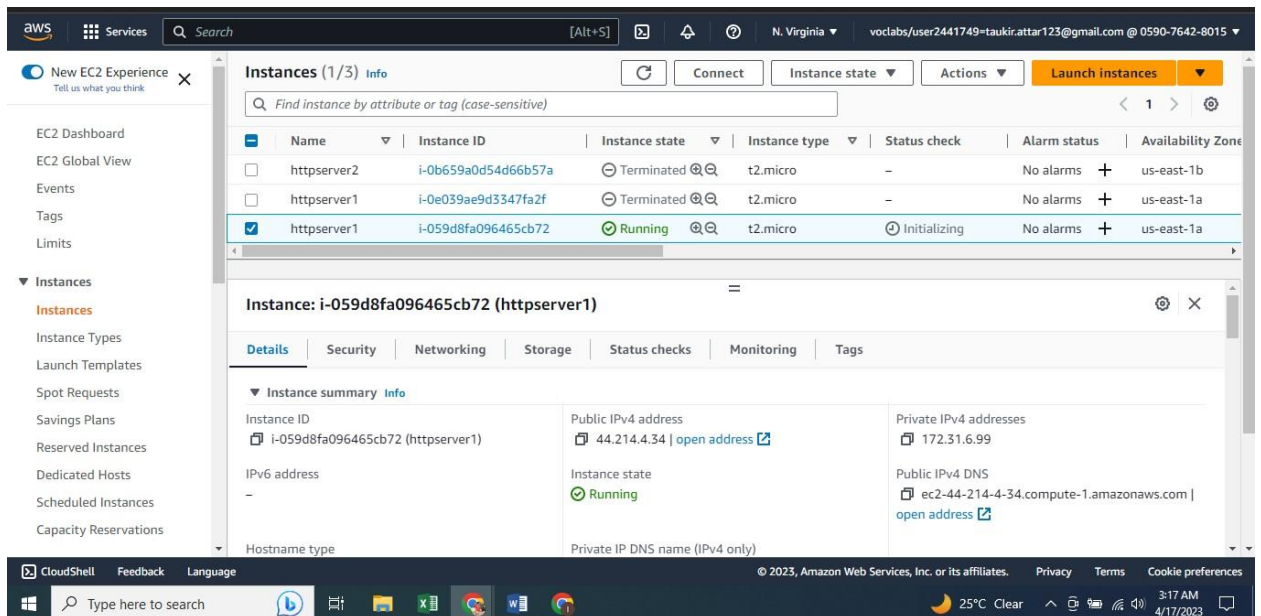 aws Services Search [Alt+S] N. Virginia voclabs/user2441749=taukir.attar123@gmail.com @ 0590-7642-8015
New EC2 Experience
Tell us what you think
EC2 Dashboard
EC2 Global View
Events
Tags
Limits
Instances
Instances
Instance Types
Launch Templates
Spot Requests
Savings Plans
Reserved Instances
Dedicated Hosts
Scheduled Instances
Capacity Reservations
Instances (1/3) Info Connect Instance state Actions Launch instances
Find instance by attribute or tag (case-sensitive) 1
Name Instance ID Instance state Instance type Status check Alarm status Availability Zone
httpserver2 i-0b659a0d54d66b57a Terminated t2.micro – No alarms + us-east-1b
httpserver1 i-0e039ae9d3347fa2f Terminated t2.micro – No alarms + us-east-1a
httpserver1 i-059d8fa096465cb72 Running t2.micro Initializing No alarms + us-east-1a
Instance: i-059d8fa096465cb72 (httpserver1)
Details Security Networking Storage Status checks Monitoring Tags
Instance summary Info
Instance ID Public IPv4 address Private IPv4 addresses
i-059d8fa096465cb72 (httpserver1) 44.214.4.34 | open address 172.31.6.99
IPv6 address Instance state Public IPv4 DNS
– Running ec2-44-214-4-34.compute-1.amazonaws.com |
open address
Hostname type Private IP DNS name (IPv4 only)
CloudShell Feedback Language © 2023, Amazon Web Services, Inc. or its affiliates. Privacy Terms Cookie preferences
Type here to search 25°C Clear 3:17 AM
4/17/2023